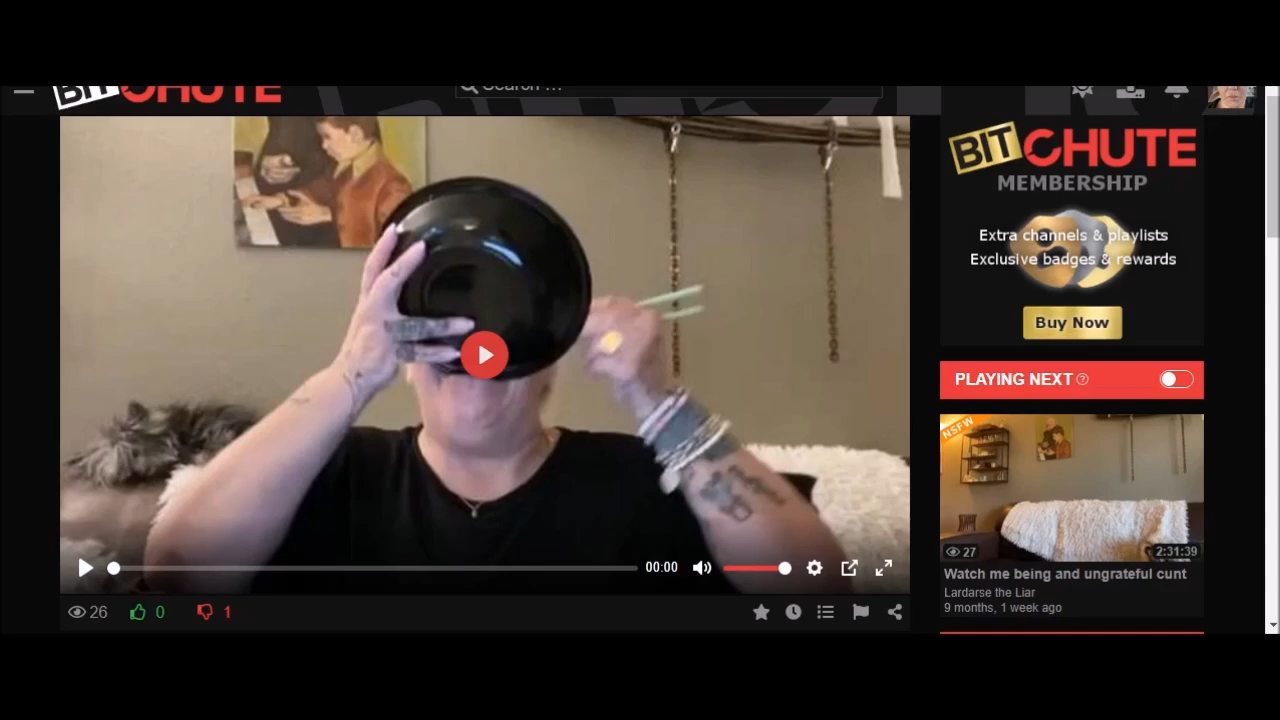 BITCHUTE
Search ...
BITCHUTE
MEMBERSHIP
Extra channels & playlists
Exclusive badges & rewards
Buy Now
PLAYING NEXT
NSFW
27
2:31:39
Watch me being and ungrateful cunt
Lardarse the Liar
9 months, 1 week ago
00:00
26
0
1